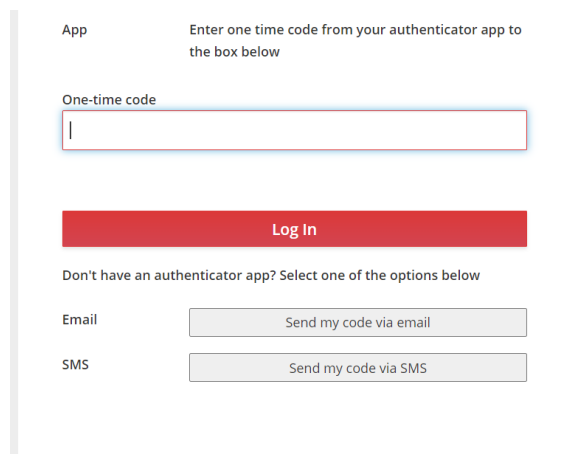 App
Enter one time code from your authenticator app to
the box below
One-time code
Log In
Don't have an authenticator app? Select one of the options below
Email
Send my code via email
SMS
Send my code via SMS